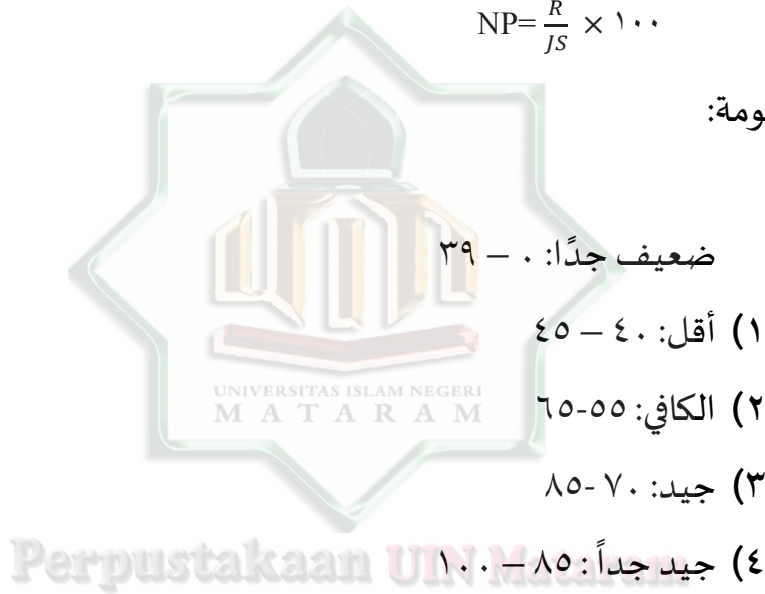 NP= R/JS × ١٠٠
ومة:
ضعيف جدًا: ٠ – ٣٩
١) أقل: ٤٠ – ٤٥
٢) الكافي: ٥٥-٦٥
٣) جيد: ٧٠ -٨٥
٤) جيد جداً: ٨٥ – ١٠٠
UNIVERSITAS ISLAM NEGERI
MATARAM
Perpustakaan UIN Mataram